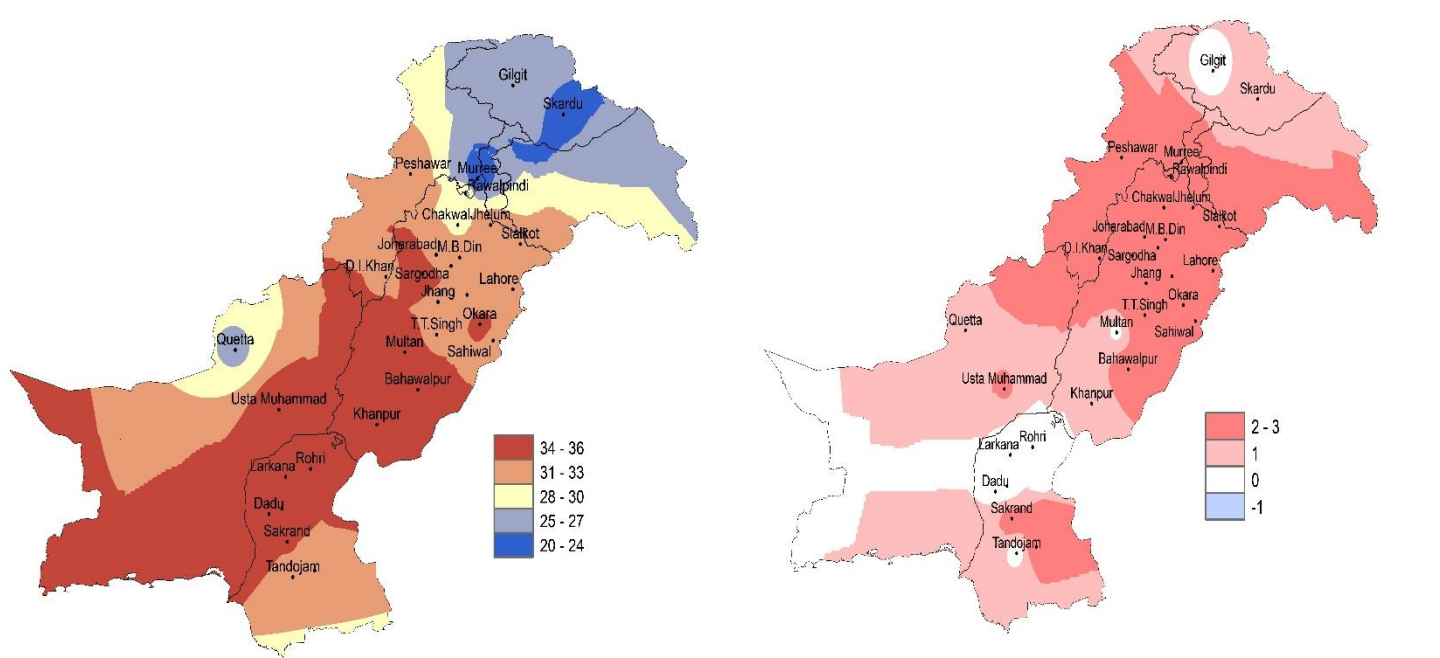 Gilgit
Skardu
Peshawar
Murree
Rawalpindi
Chakwal
Jhelum
Sialkot
Joharabad
M.B.Din
D.I.Khan
Sargodha
Lahore
Jhang
Okara
T.T.Singh
Quetta
Multan
Sahiwal
Bahawalpur
Usta Muhammad
Khanpur
Rohri
Larkana
Dadu
Sakrand
Tandojam
34 - 36
31 - 33
28 - 30
25 - 27
20 - 24
Gilgit
Skardu
Peshawar
Murree
Rawalpindi
Chakwal
Jhelum
Sialkot
Joharabad
M.B.Din
D.I.Khan
Sargodha
Lahore
Jhang
Okara
T.T.Singh
Quetta
Multan
Sahiwal
Bahawalpur
Usta Muhammad
Khanpur
Rohri
Larkana
Dadu
Sakrand
Tandojam
2 - 3
1
0
-1